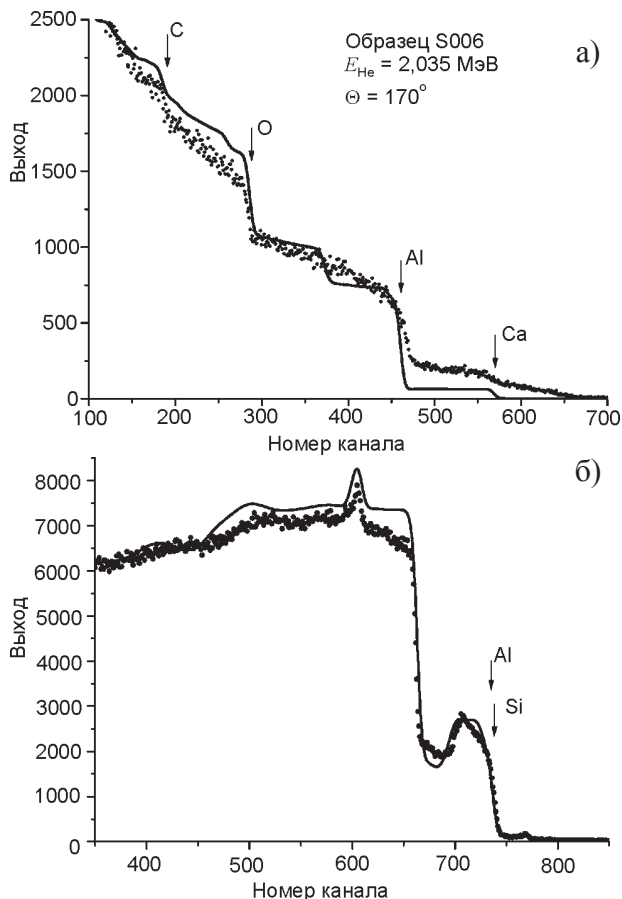 Образец S006
E_He = 2,035 МэВ
Θ = 170°
а)
C
O
Al
Ca
Выход
2500
2000
1500
1000
500
0
100 200 300 400 500 600 700
Номер канала
б)
Al
Si
Выход
8000
7000
6000
5000
4000
3000
2000
1000
0
400 500 600 700 800
Номер канала